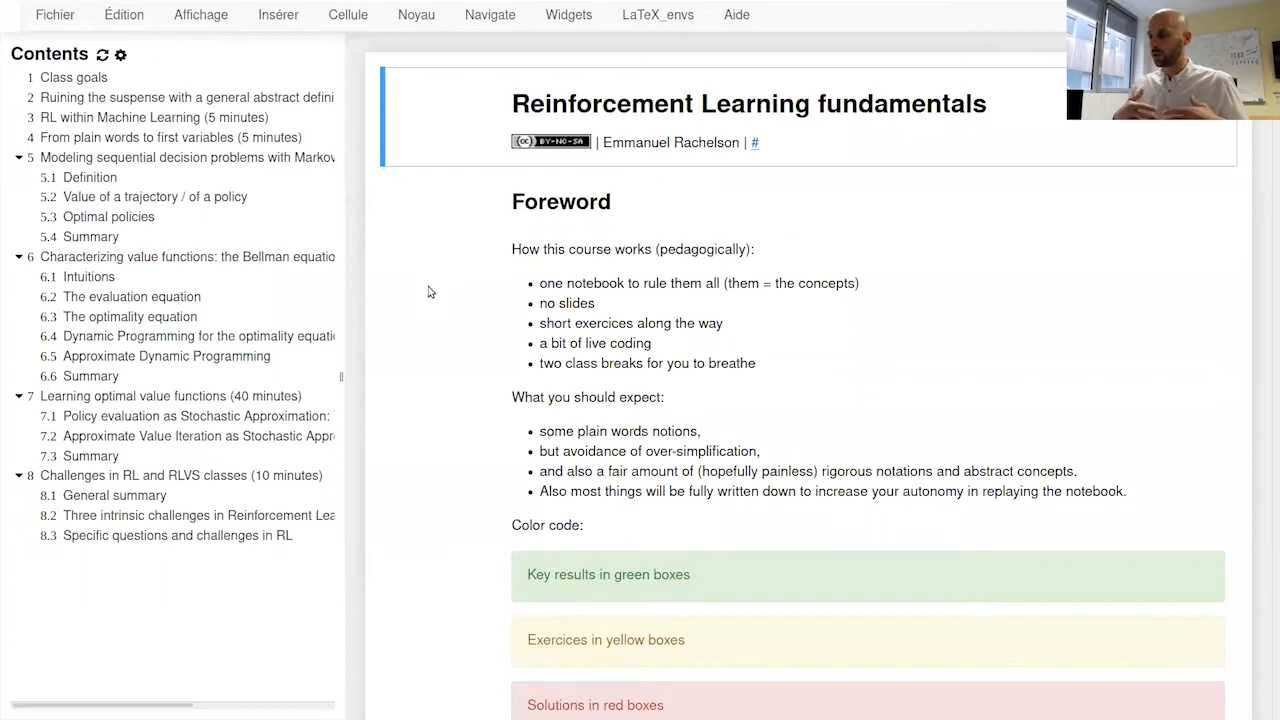 Fichier Édition Affichage Insérer Cellule Noyau Navigate Widgets LaTeX_envs Aide
Contents
1 Class goals
2 Ruining the suspense with a general abstract defini
3 RL within Machine Learning (5 minutes)
4 From plain words to first variables (5 minutes)
5 Modeling sequential decision problems with Markov
5.1 Definition
5.2 Value of a trajectory / of a policy
5.3 Optimal policies
5.4 Summary
6 Characterizing value functions: the Bellman equatio
6.1 Intuitions
6.2 The evaluation equation
6.3 The optimality equation
6.4 Dynamic Programming for the optimality equati
6.5 Approximate Dynamic Programming
6.6 Summary
7 Learning optimal value functions (40 minutes)
7.1 Policy evaluation as Stochastic Approximation:
7.2 Approximate Value Iteration as Stochastic Appr
7.3 Summary
8 Challenges in RL and RLVS classes (10 minutes)
8.1 General summary
8.2 Three intrinsic challenges in Reinforcement Lea
8.3 Specific questions and challenges in RL
Reinforcement Learning fundamentals
(cc) BY-NC-SA | Emmanuel Rachelson | #
Foreword
How this course works (pedagogically):
• one notebook to rule them all (them = the concepts)
• no slides
• short exercices along the way
• a bit of live coding
• two class breaks for you to breathe
What you should expect:
• some plain words notions,
• but avoidance of over-simplification,
• and also a fair amount of (hopefully painless) rigorous notations and abstract concepts.
• Also most things will be fully written down to increase your autonomy in replaying the notebook.
Color code:
Key results in green boxes
Exercices in yellow boxes
Solutions in red boxes